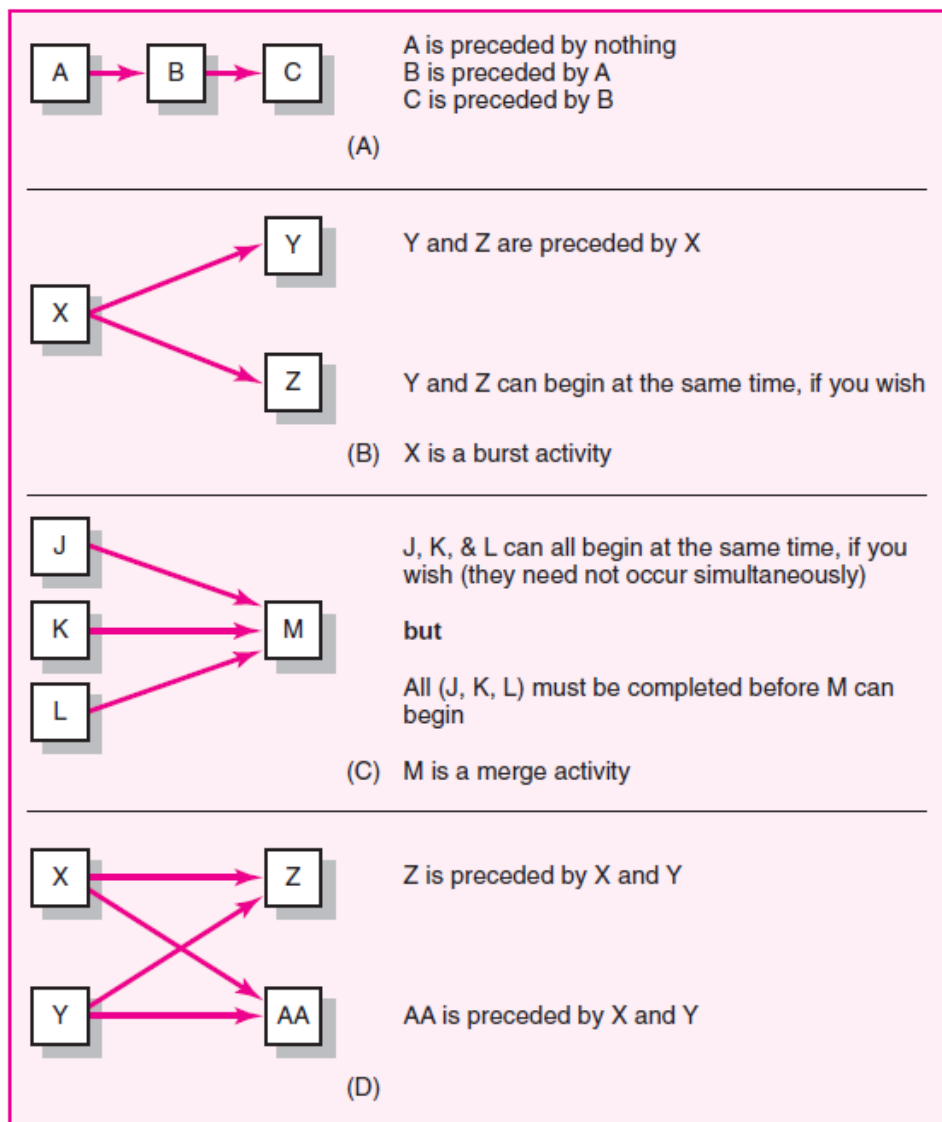 A B C
A is preceded by nothing
B is preceded by A
C is preceded by B
(A)
Y
Y and Z are preceded by X
X
Z
Y and Z can begin at the same time, if you wish
(B) X is a burst activity
J
J, K, & L can all begin at the same time, if you
wish (they need not occur simultaneously)
K
M
but
L
All (J, K, L) must be completed before M can
begin
(C) M is a merge activity
X Z
Z is preceded by X and Y
Y AA
AA is preceded by X and Y
(D)